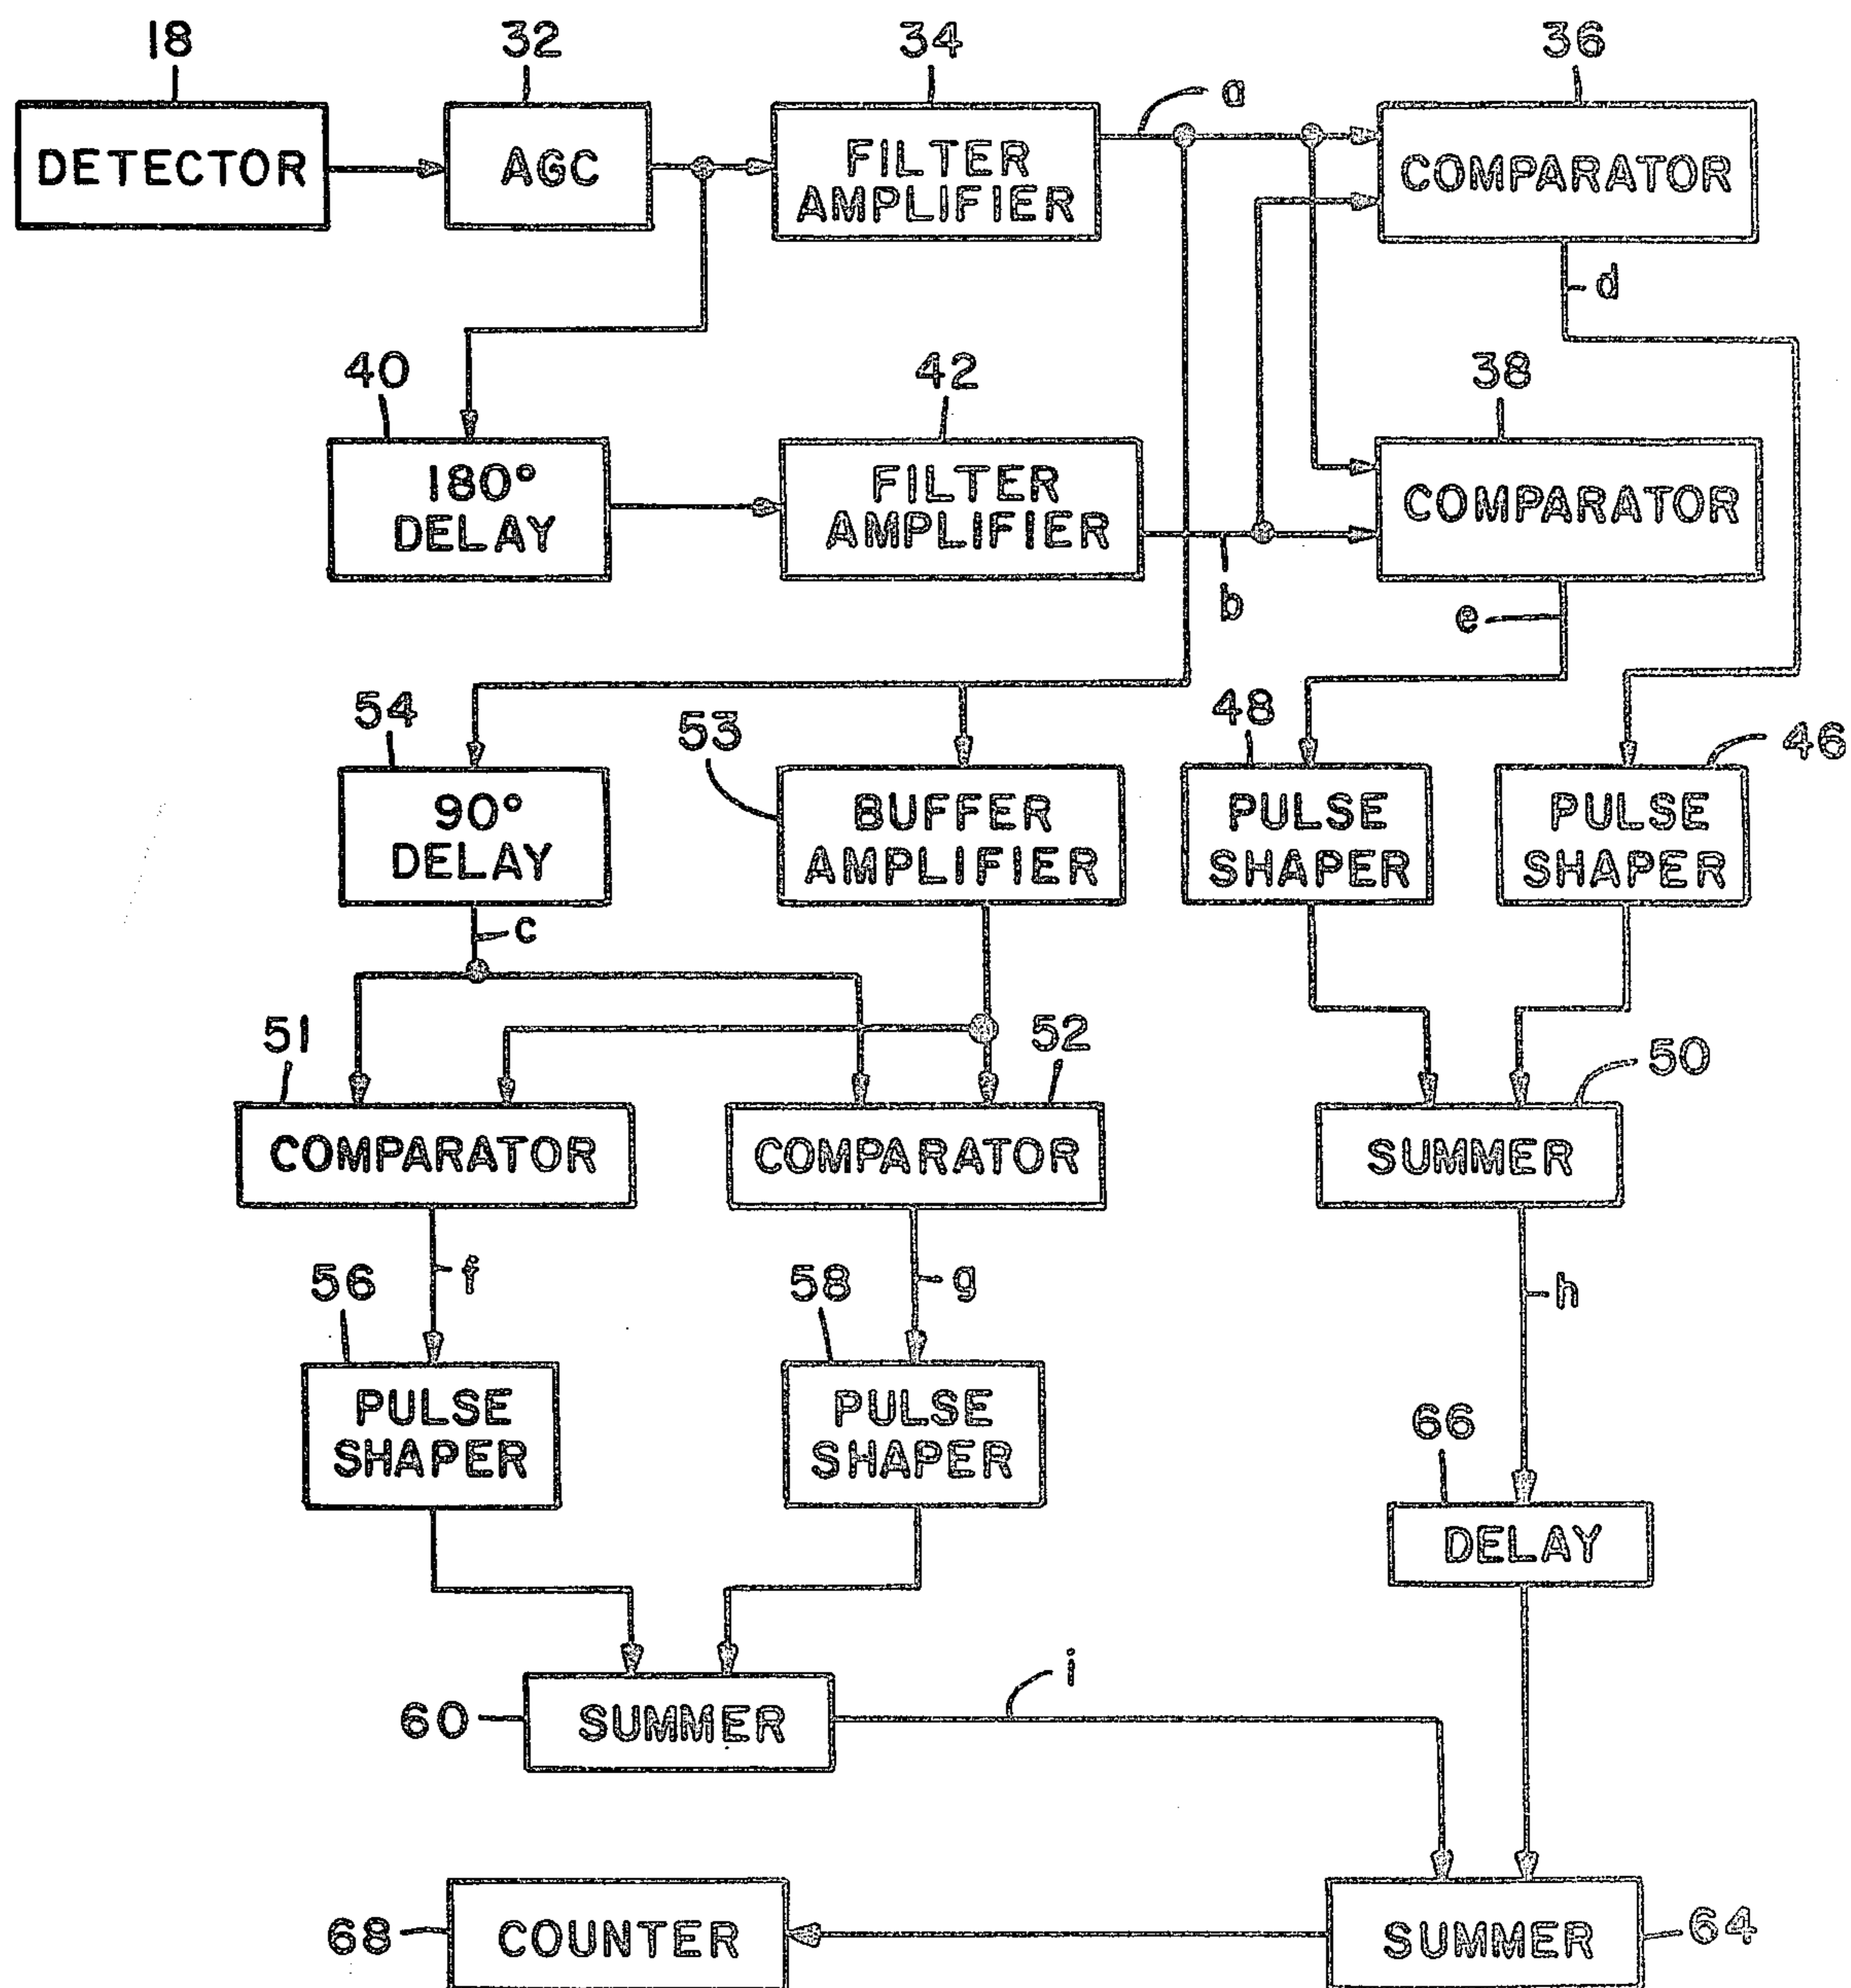 18
32
34
36
a
DETECTOR
AGC
FILTER
AMPLIFIER
COMPARATOR
d
40
42
38
180°
DELAY
FILTER
AMPLIFIER
COMPARATOR
b
e
54
53
48
46
90°
DELAY
BUFFER
AMPLIFIER
PULSE
SHAPER
PULSE
SHAPER
c
51
52
50
COMPARATOR
COMPARATOR
SUMMER
f
g
h
56
58
PULSE
SHAPER
PULSE
SHAPER
66
DELAY
i
60
SUMMER
68
COUNTER
SUMMER
64